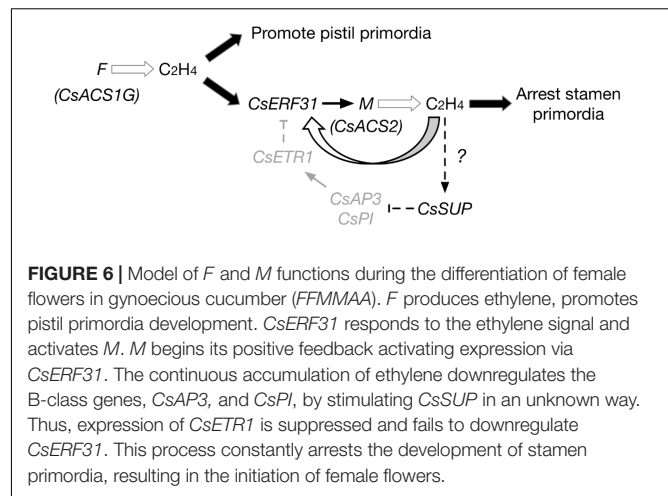 Promote pistil primordia
F C2H4
(CsACS1G)
CsERF31 M C2H4 Arrest stamen
primordia
(CsACS2)
CsETR1 ?
CsAP3
CsPI CsSUP
FIGURE 6 | Model of F and M functions during the differentiation of female
flowers in gynoecious cucumber (FFMMAA). F produces ethylene, promotes
pistil primordia development. CsERF31 responds to the ethylene signal and
activates M. M begins its positive feedback activating expression via
CsERF31. The continuous accumulation of ethylene downregulates the
B-class genes, CsAP3, and CsPI, by stimulating CsSUP in an unknown way.
Thus, expression of CsETR1 is suppressed and fails to downregulate
CsERF31. This process constantly arrests the development of stamen
primordia, resulting in the initiation of female flowers.